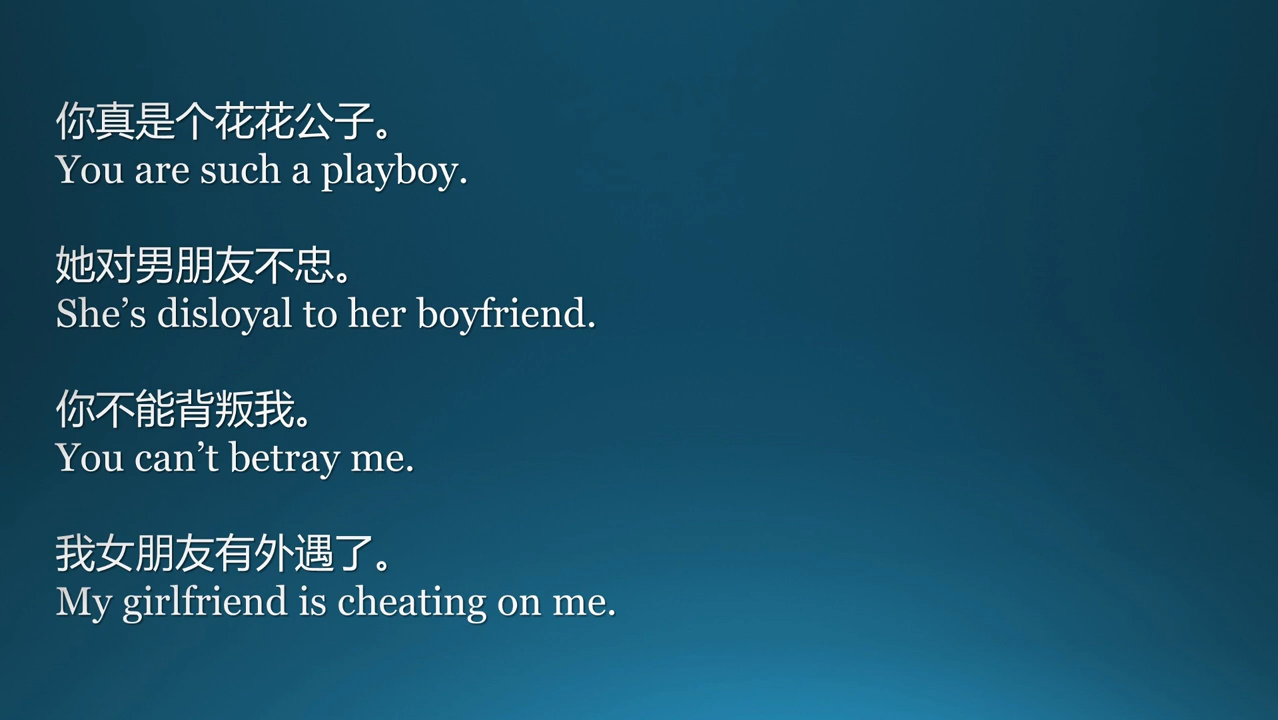 你真是个花花公子。
You are such a playboy.
她对男朋友不忠。
She’s disloyal to her boyfriend.
你不能背叛我。
You can’t betray me.
我女朋友有外遇了。
My girlfriend is cheating on me.